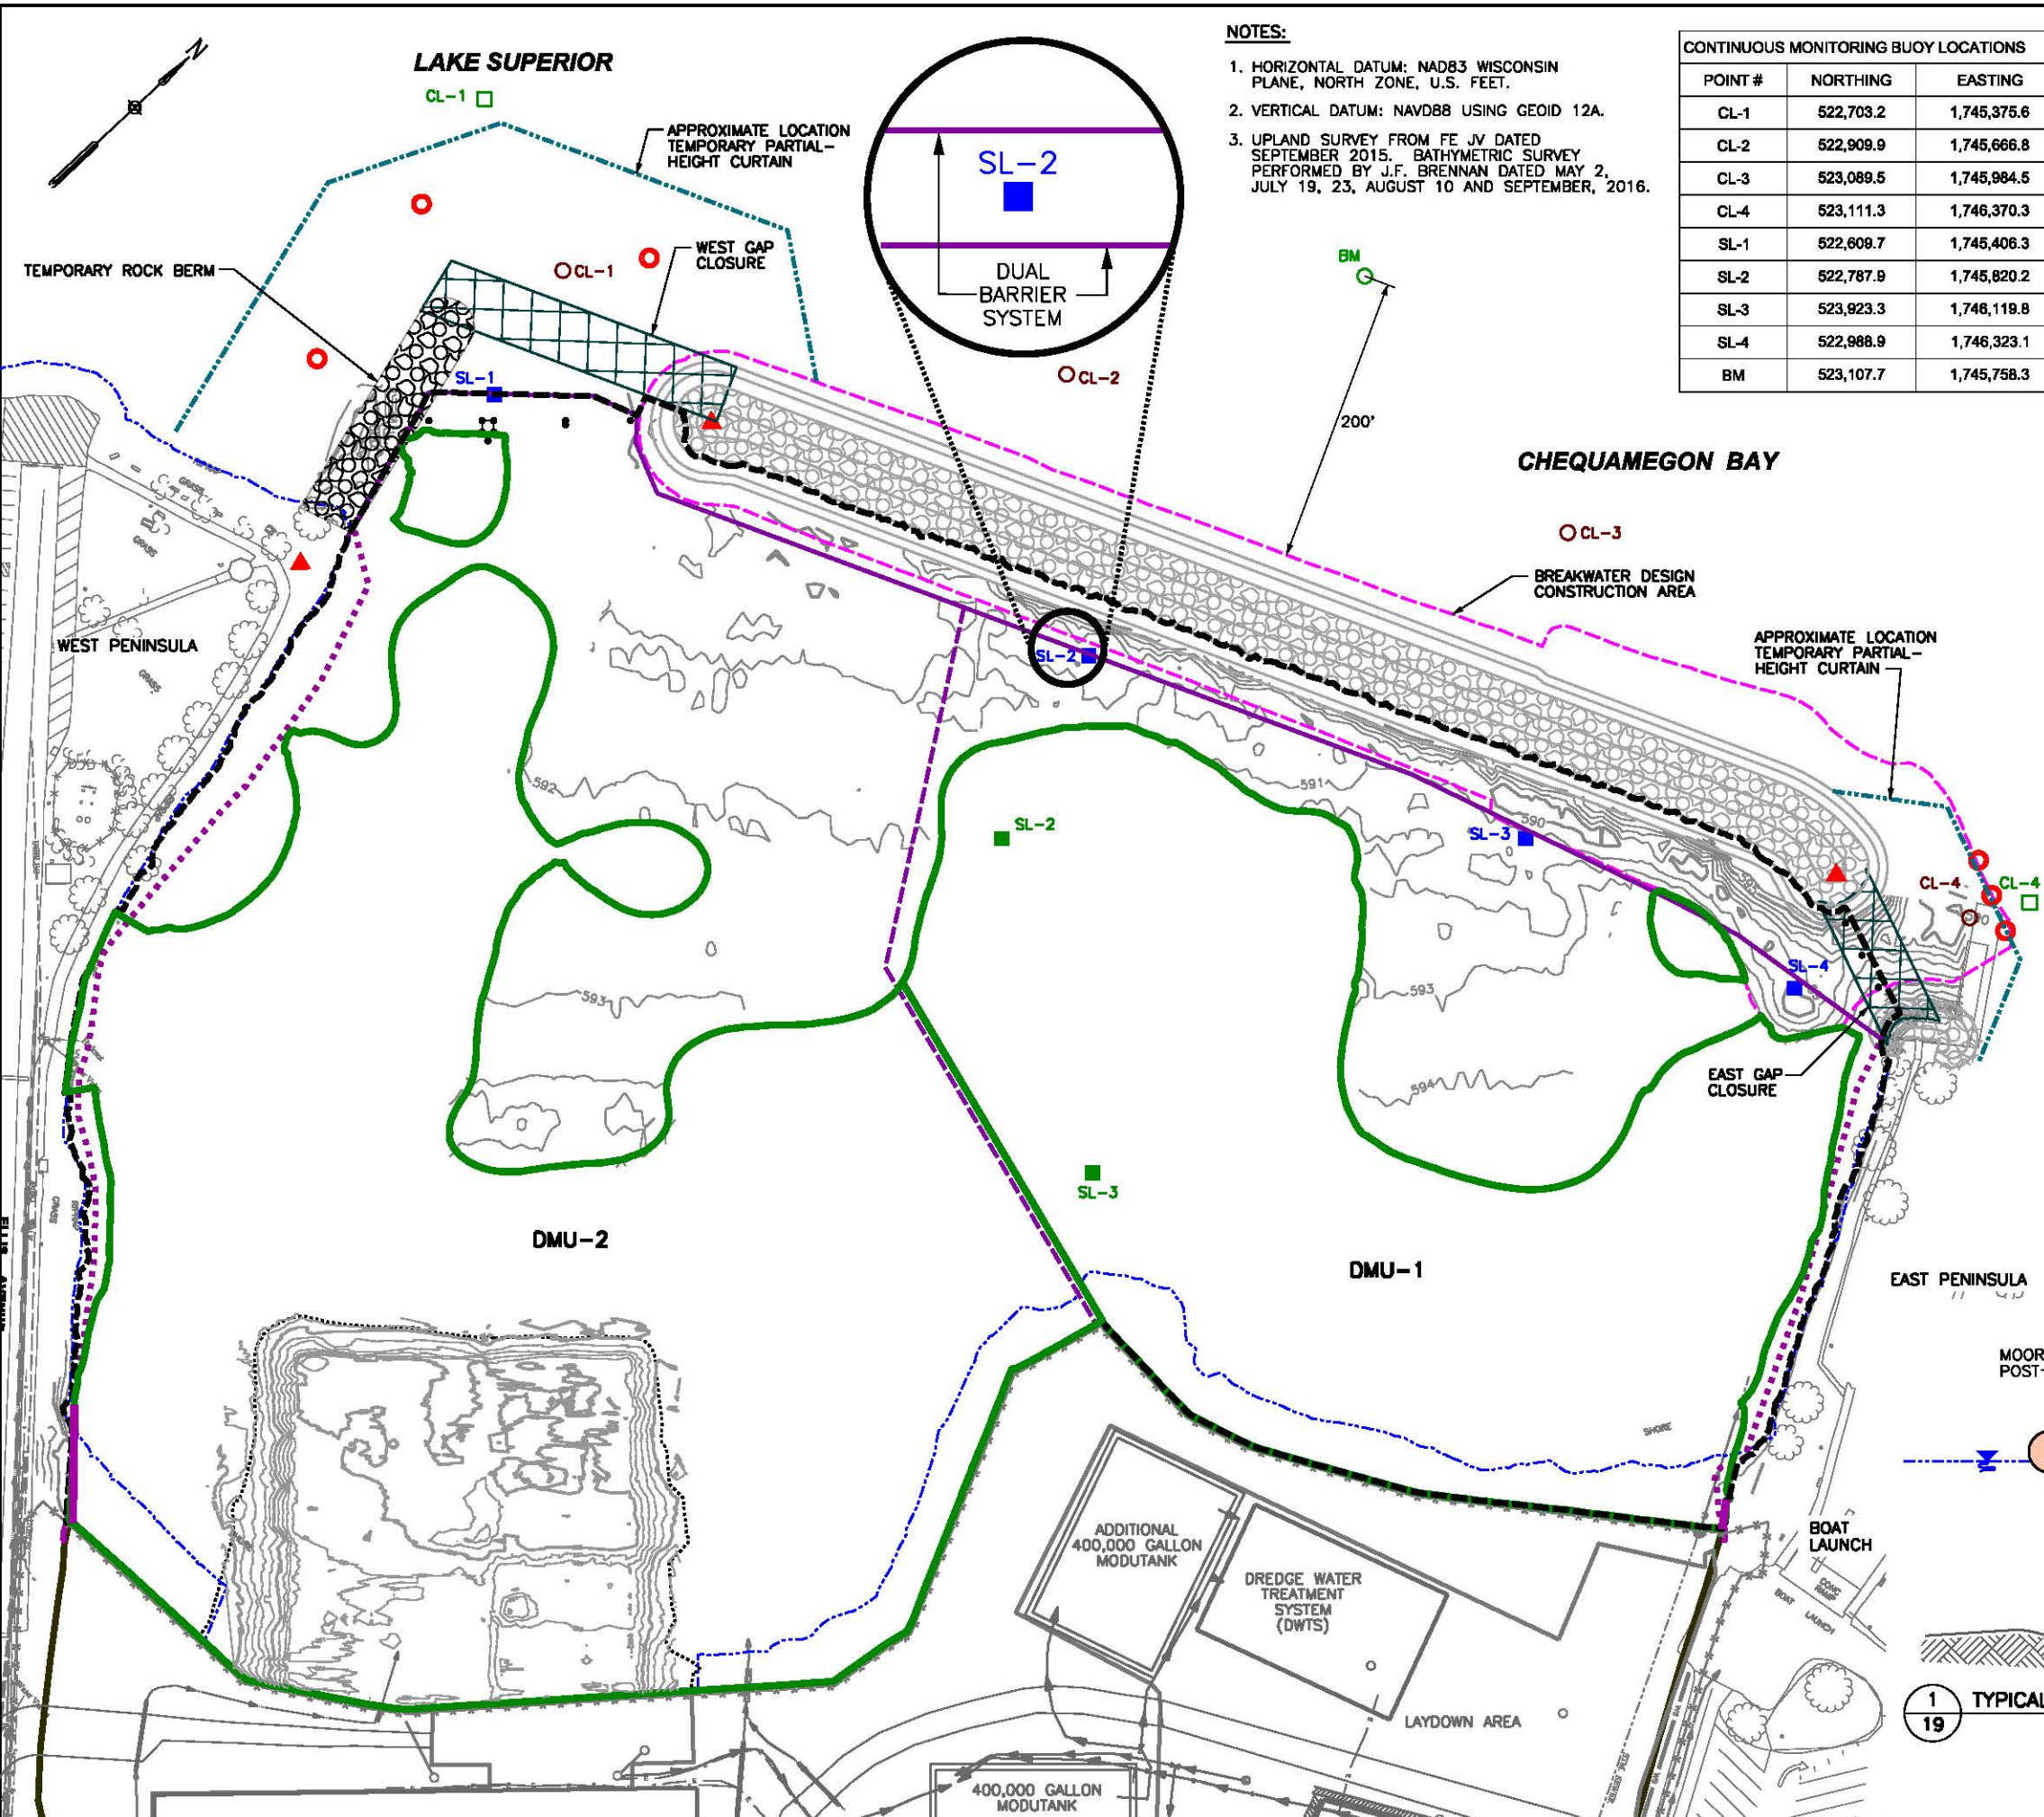 N
LAKE SUPERIOR
CL-1
APPROXIMATE LOCATION
TEMPORARY PARTIAL-
HEIGHT CURTAIN
WEST GAP
CLOSURE
CL-1
TEMPORARY ROCK BERM
SL-1
SL-2
DUAL
BARRIER
SYSTEM
CL-2
NOTES:
1. HORIZONTAL DATUM: NAD83 WISCONSIN
PLANE, NORTH ZONE, U.S. FEET.
2. VERTICAL DATUM: NAVD88 USING GEOID 12A.
3. UPLAND SURVEY FROM FE JV DATED
SEPTEMBER 2015. BATHYMETRIC SURVEY
PERFORMED BY J.F. BRENNAN DATED MAY 2,
JULY 19, 23, AUGUST 10 AND SEPTEMBER, 2016.
CONTINUOUS MONITORING BUOY LOCATIONS
POINT # NORTHING EASTING
CL-1 522,703.2 1,745,375.6
CL-2 522,909.9 1,745,666.8
CL-3 523,089.5 1,745,984.5
CL-4 523,111.3 1,746,370.3
SL-1 522,609.7 1,745,406.3
SL-2 522,787.9 1,745,820.2
SL-3 523,923.3 1,746,119.8
SL-4 522,988.9 1,746,323.1
BM 523,107.7 1,745,758.3
BM
200'
CHEQUAMEGON BAY
CL-3
BREAKWATER DESIGN
CONSTRUCTION AREA
APPROXIMATE LOCATION
TEMPORARY PARTIAL-
HEIGHT CURTAIN
GRASS
GRASS
WEST PENINSULA
GRASS
SL-2
592
591
590
595
SL-2
SL-3
CL-4
CL-4
SL-4
593
593
594
EAST GAP
CLOSURE
SL-3
GRASS
DMU-2
DMU-1
EAST PENINSULA
ELLIS AVENUE
MOOR
POST-
SHORE
BOAT
LAUNCH
CONC
RAMP
BOAT LAUNCH
ADDITIONAL
400,000 GALLON
MODUTANK
DREDGE WATER
TREATMENT
SYSTEM
(DWTS)
LAYDOWN AREA
400,000 GALLON
MODUTANK
1
19
TYPICAL